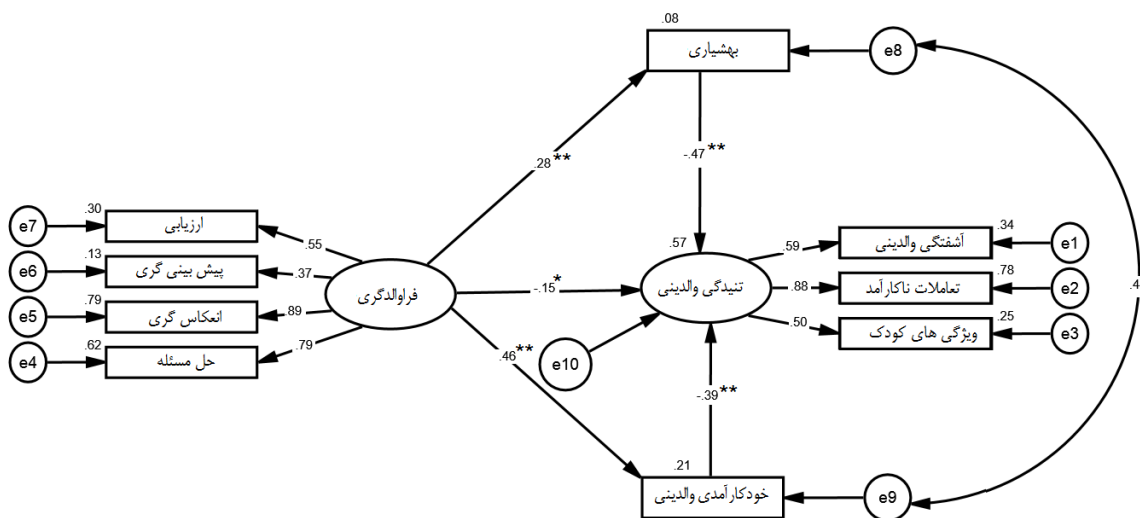 .08
بهشیاری
e8
.28**
-.47**
.30
e7
ارزیابی
.55
.13
e6
پیش بینی گری
.37
.79
e5
انعکاس گری
.89
.62
e4
حل مسئله
.79
فراوالدگری
-.15*
.57
تنیدگی والدینی
.59
آشفتگی والدینی
.34
e1
.88
تعاملات ناکارآمد
.78
e2
.50
ویژگی های کودک
.25
e3
.4
.46**
e10
-.39**
.21
خودکارآمدی والدینی
e9